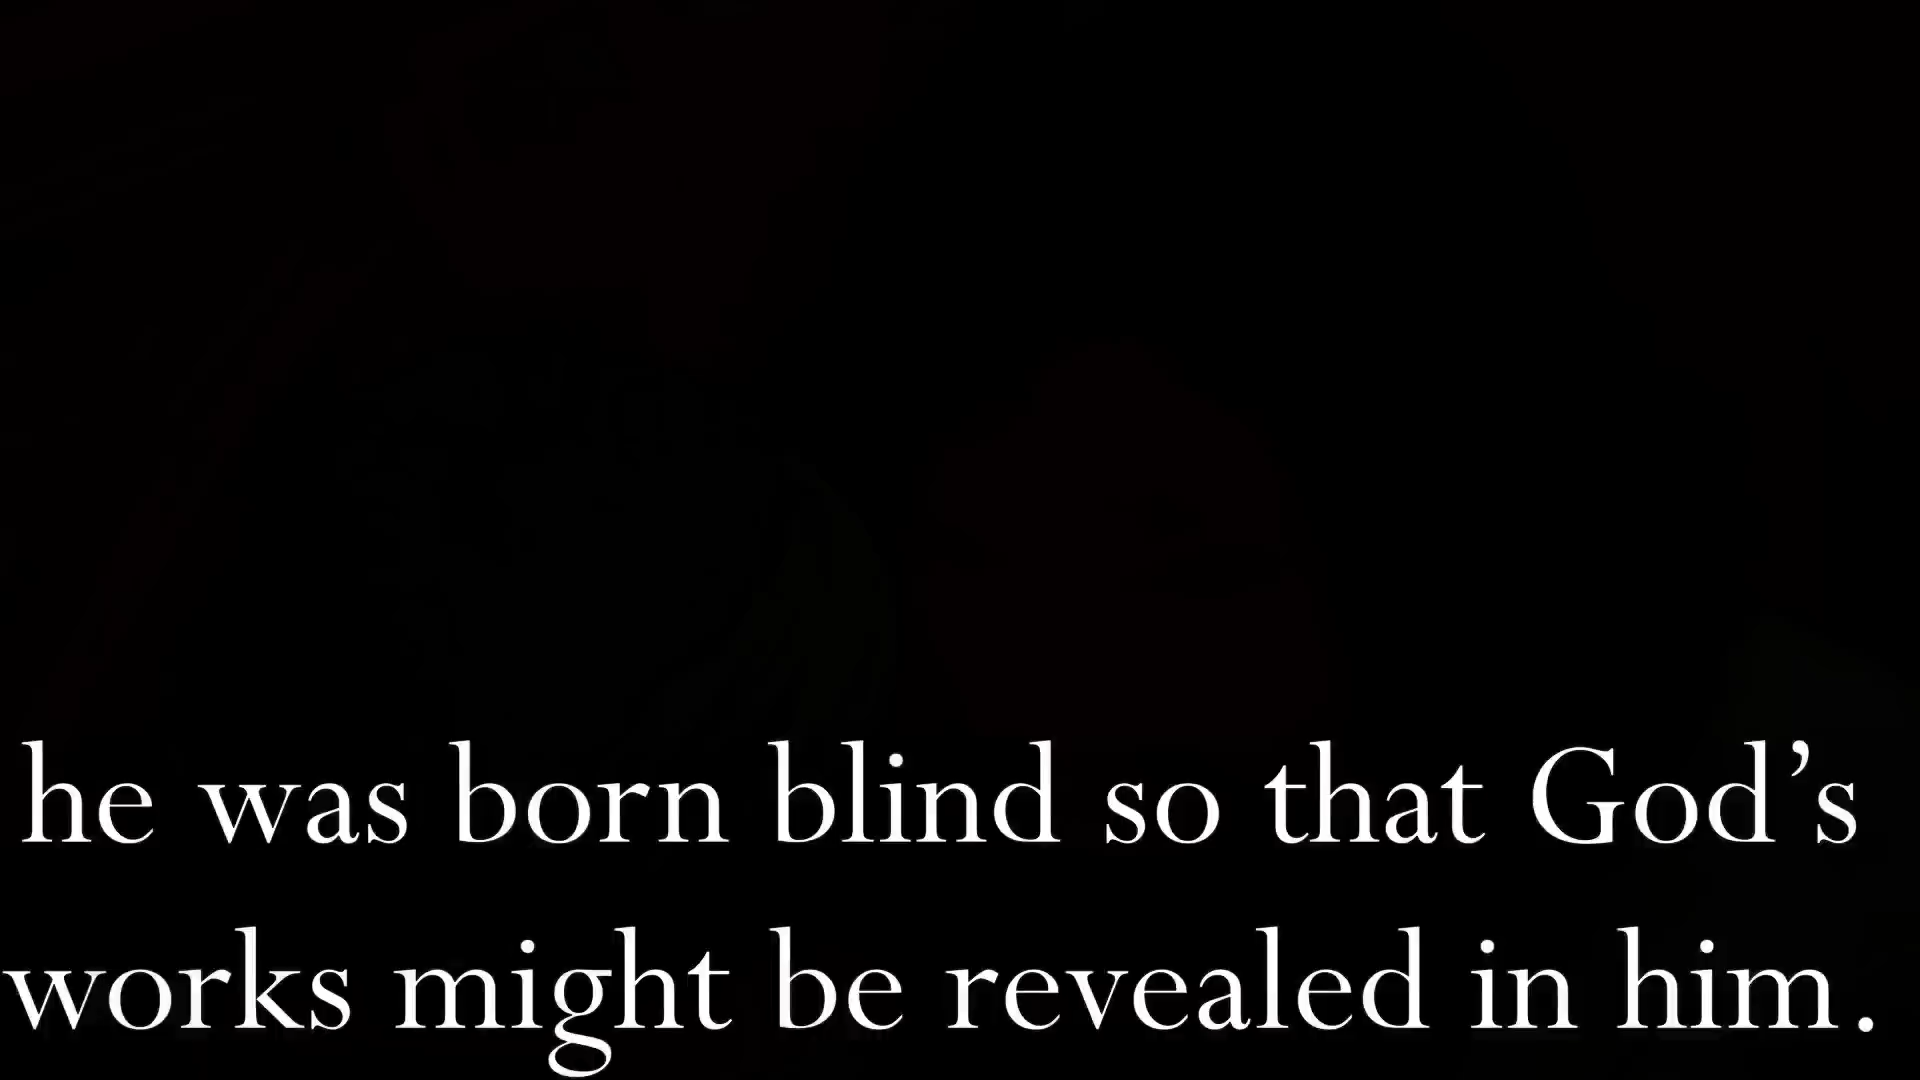 he was born blind so that God’s
works might be revealed in him.